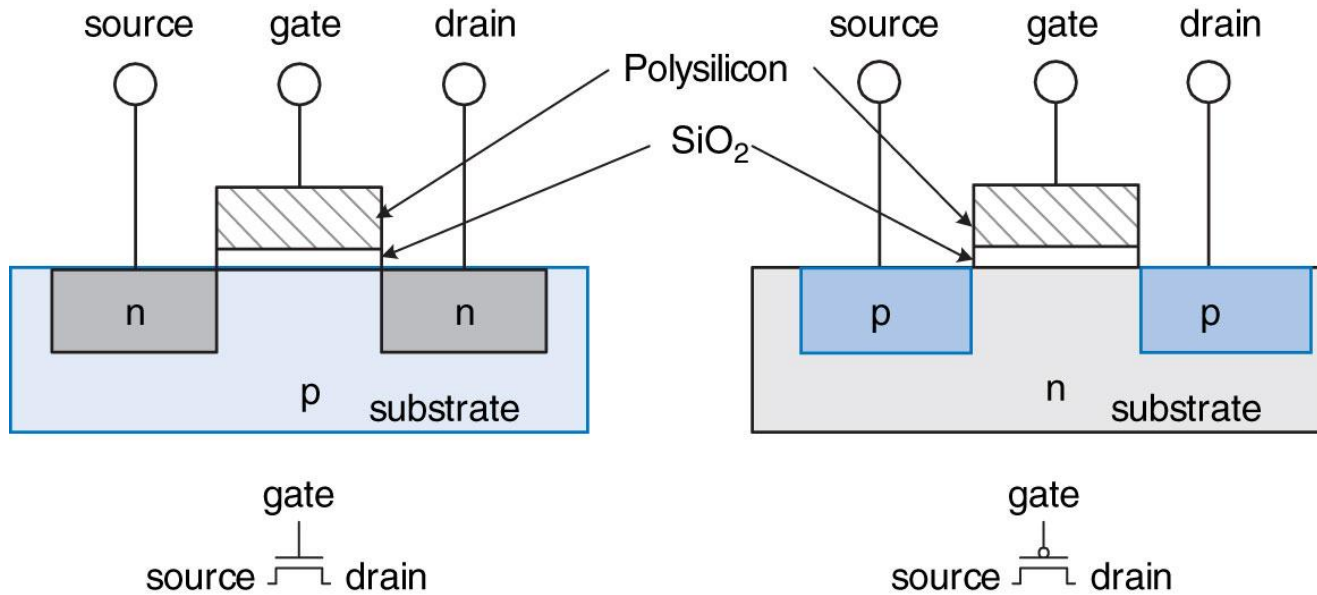 source gate drain
source gate drain
Polysilicon
SiO₂
n n
p
substrate
p p
n
substrate
gate
source drain
gate
source drain